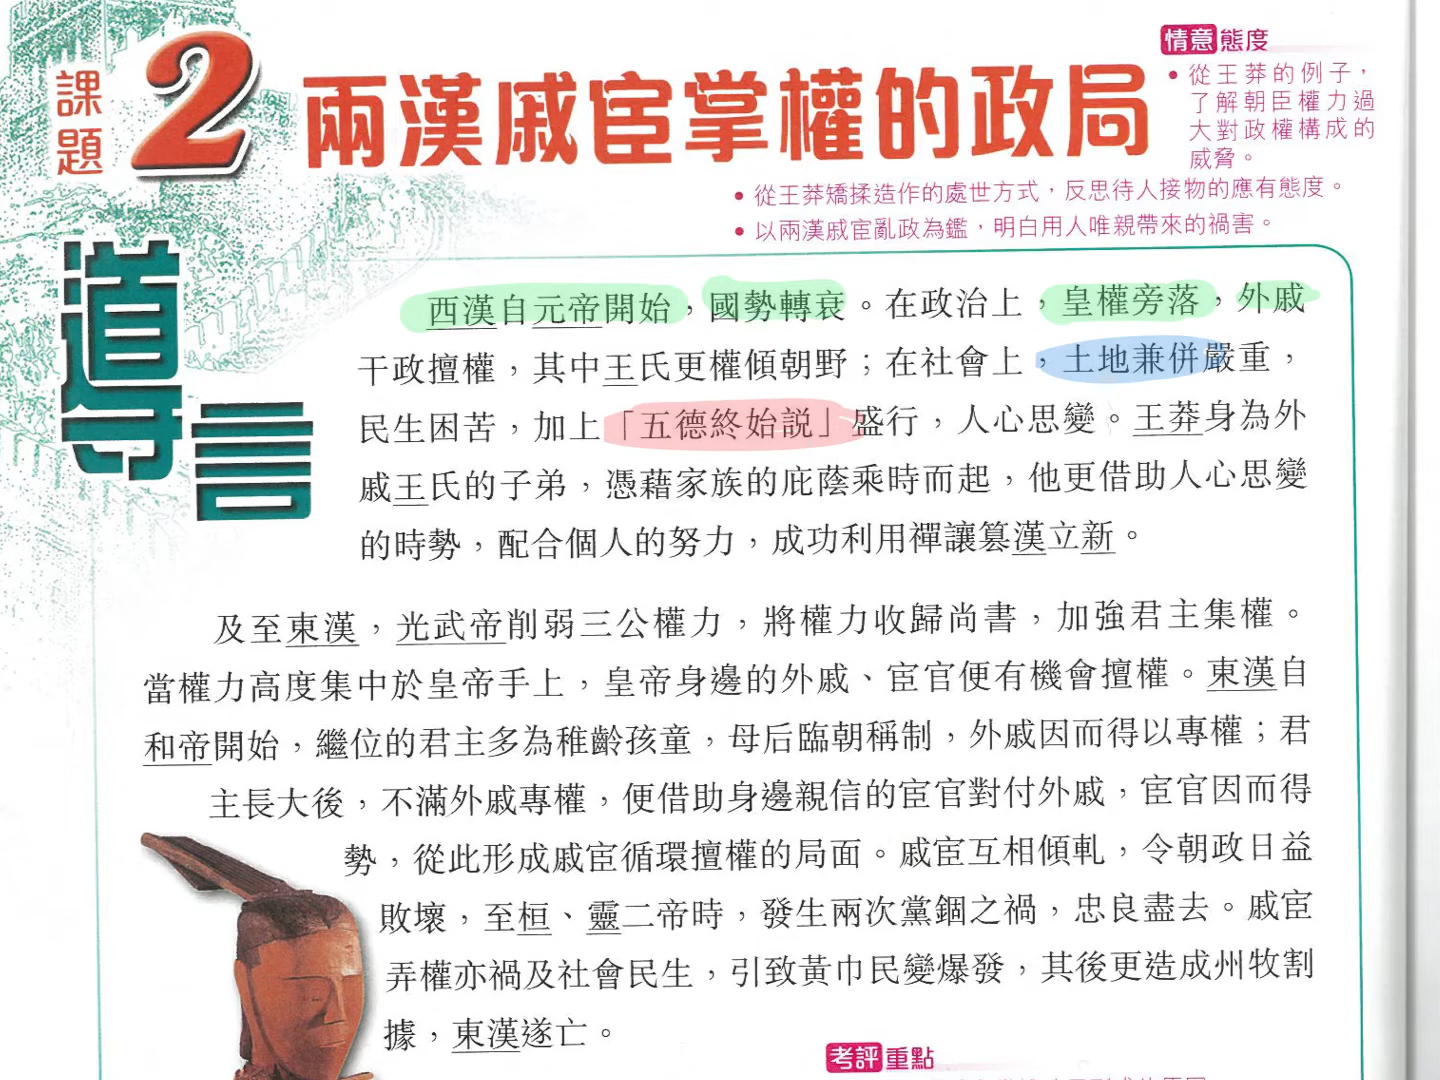 課題 2 兩漢戚宦掌權的政局
情意態度
• 從王莽的例子，
了解朝臣權力過
大對政權構成的
威脅。
• 從王莽矯揉造作的處世方式，反思待人接物的應有態度。
• 以兩漢戚宦亂政為鑑，明白用人唯親帶來的禍害。
導言
西漢自元帝開始，國勢轉衰。在政治上，皇權旁落，外戚
干政擅權，其中王氏更權傾朝野；在社會上，土地兼併嚴重，
民生困苦，加上「五德終始説」盛行，人心思變。王莽身為外
戚王氏的子弟，憑藉家族的庇蔭乘時而起，他更借助人心思變
的時勢，配合個人的努力，成功利用禪讓篡漢立新。
及至東漢，光武帝削弱三公權力，將權力收歸尚書，加強君主集權。
當權力高度集中於皇帝手上，皇帝身邊的外戚、宦官便有機會擅權。東漢自
和帝開始，繼位的君主多為稚齡孩童，母后臨朝稱制，外戚因而得以專權；君
主長大後，不滿外戚專權，便借助身邊親信的宦官對付外戚，宦官因而得
勢，從此形成戚宦循環擅權的局面。戚宦互相傾軋，令朝政日益
敗壞，至桓、靈二帝時，發生兩次黨錮之禍，忠良盡去。戚宦
弄權亦禍及社會民生，引致黃巾民變爆發，其後更造成州牧割
據，東漢遂亡。
考評重點